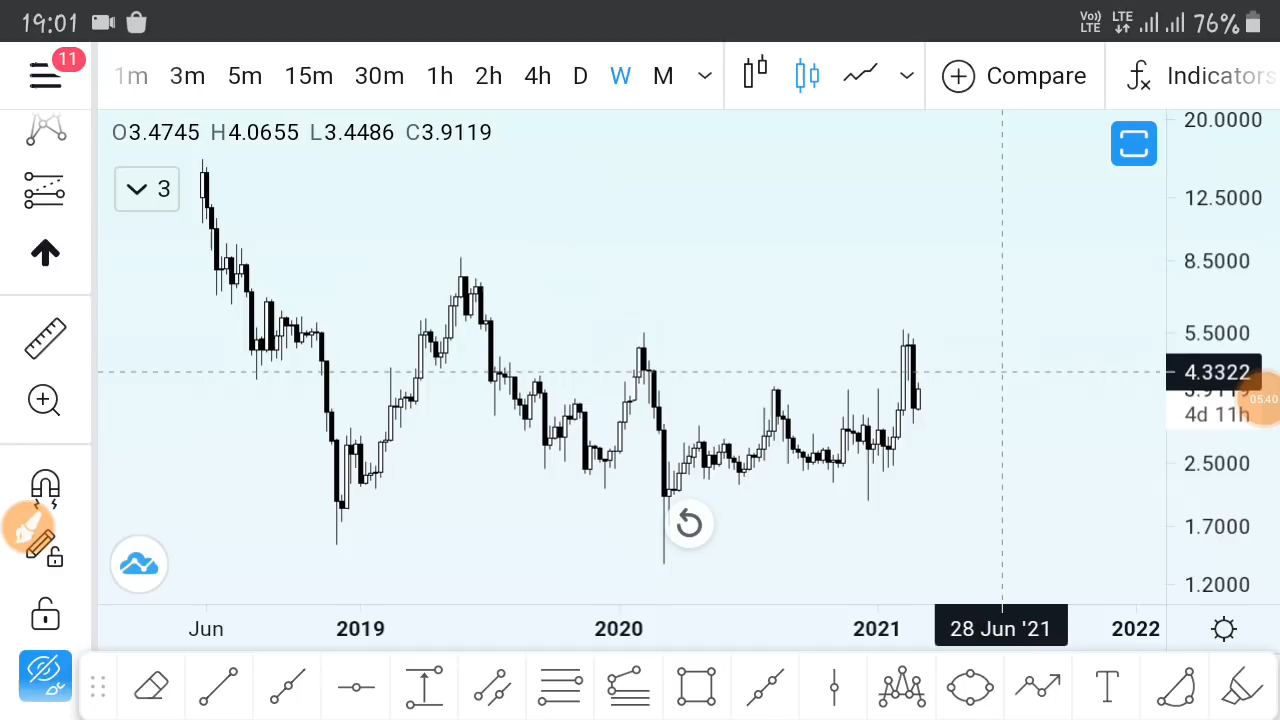 19:01 Vo)) LTE LTE 76%
11
1m 3m 5m 15m 30m 1h 2h 4h D W M Compare Indicators
O3.4745 H4.0655 L3.4486 C3.9119
3
20.0000
12.5000
8.5000
5.5000
4.3322
05:40
4d 11h
2.5000
1.7000
1.2000
Jun 2019 2020 2021 28 Jun '21 2022
T